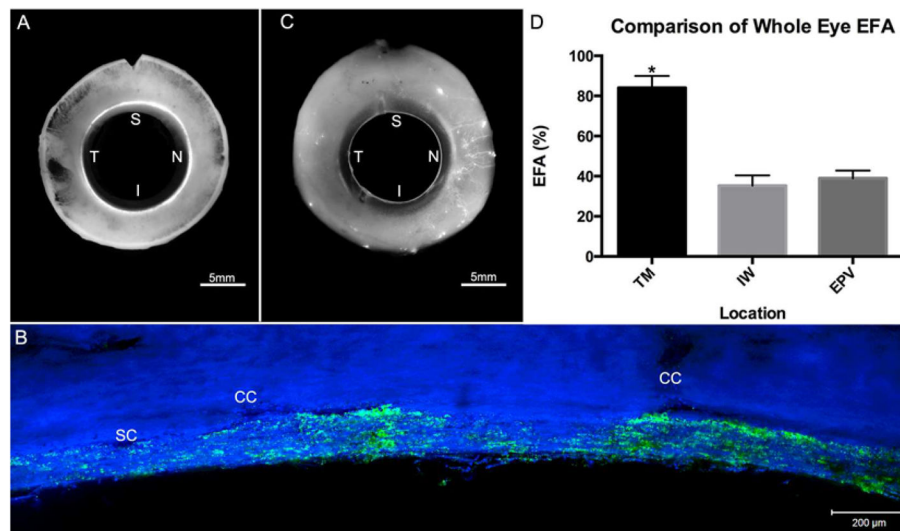 A
S
T
N
I
5mm
C
S
T
N
I
5mm
D
Comparison of Whole Eye EFA
EFA (%)
100
80
60
40
20
0
*
TM
IW
EPV
Location
B
CC
CC
SC
200 µm